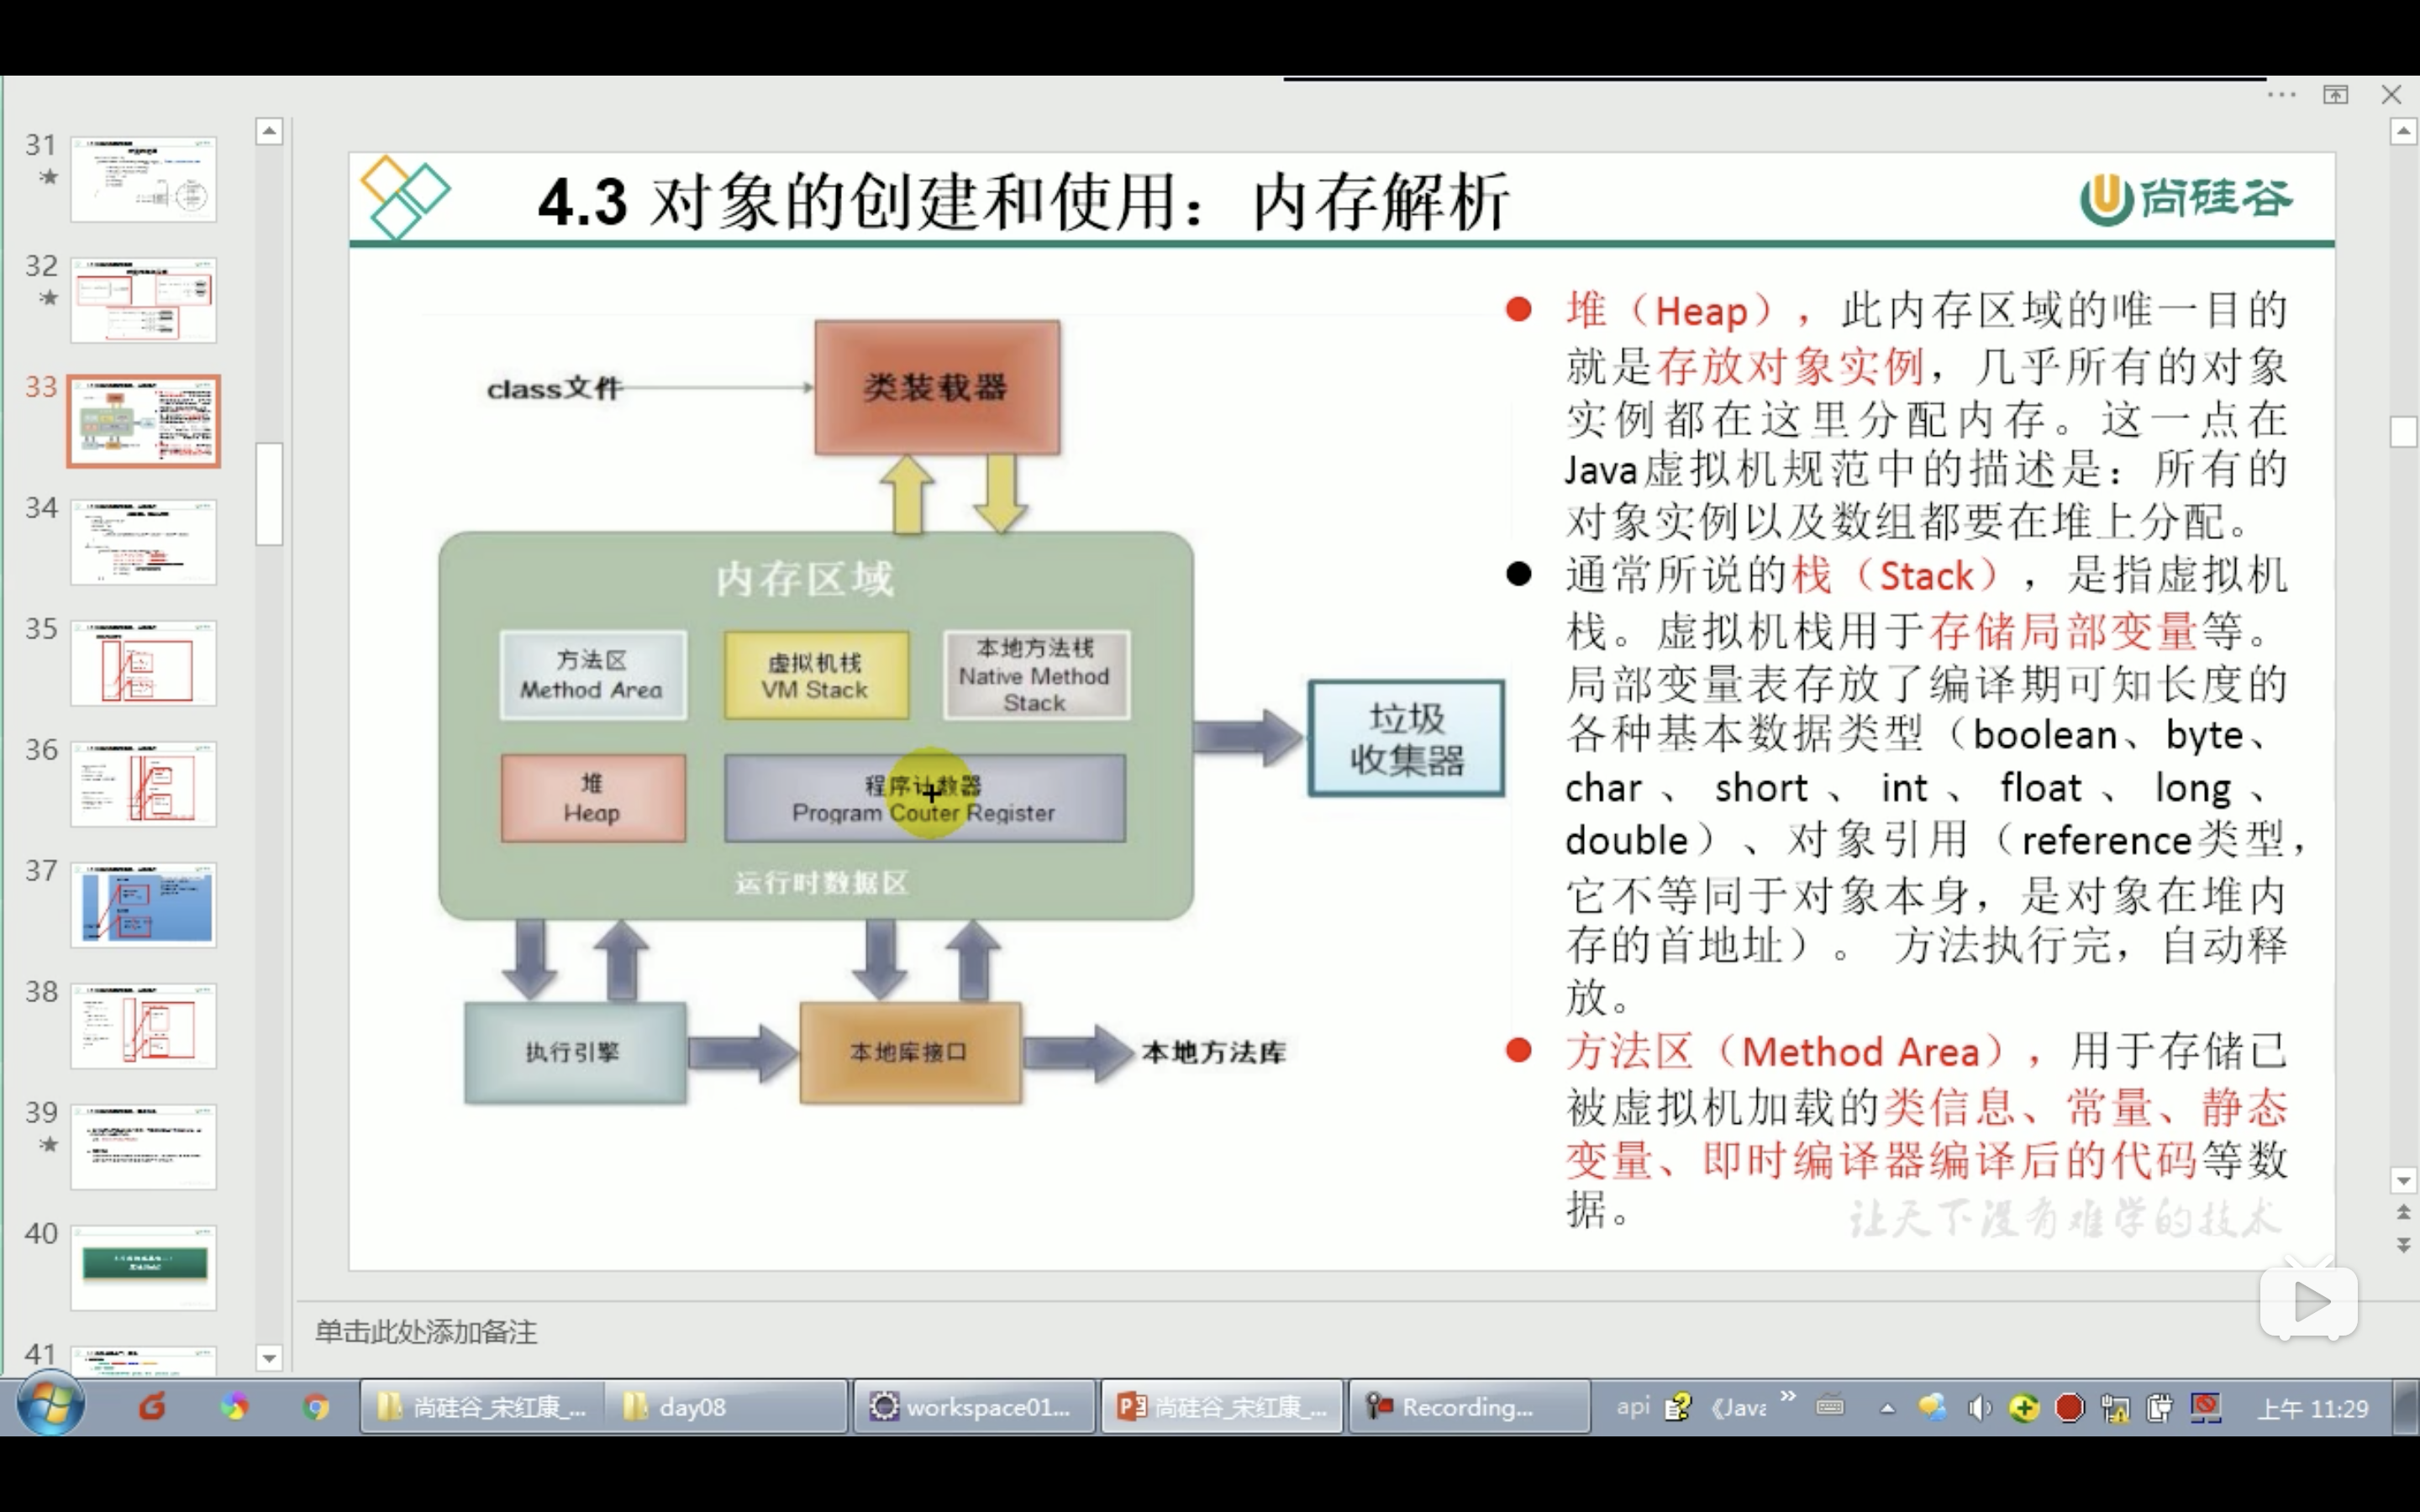 31
32
33
34
35
36
37
38
39
40
41
4.3 对象的创建和使用：内存解析
尚硅谷
class文件
类装载器
内存区域
方法区
Method Area
虚拟机栈
VM Stack
本地方法栈
Native Method
Stack
堆
Heap
程序计数器
Program Couter Register
运行时数据区
垃圾
收集器
执行引擎
本地库接口
本地方法库
堆（Heap），此内存区域的唯一目的
就是存放对象实例，几乎所有的对象
实例都在这里分配内存。这一点在
Java虚拟机规范中的描述是：所有的
对象实例以及数组都要在堆上分配。
通常所说的栈（Stack），是指虚拟机
栈。虚拟机栈用于存储局部变量等。
局部变量表存放了编译期可知长度的
各种基本数据类型（boolean、byte、
char 、 short 、 int 、 float 、 long 、
double）、对象引用（reference类型，
它不等同于对象本身，是对象在堆内
存的首地址）。 方法执行完，自动释
放。
方法区（Method Area），用于存储已
被虚拟机加载的类信息、常量、静态
变量、即时编译器编译后的代码等数
据。
让天下没有难学的技术
单击此处添加备注
尚硅谷_宋红康_...
day08
workspace01...
尚硅谷_宋红康_...
Recording...
api
《Java
上午 11:29